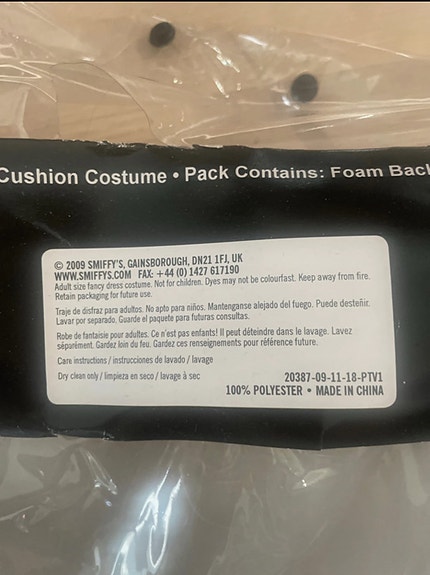 Cushion Costume • Pack Contains: Foam Back
© 2009 SMIFFY'S, GAINSBOROUGH, DN21 1FJ, UK
WWW.SMIFFYS.COM FAX: +44 (0) 1427 617190
Adult size fancy dress costume. Not for children. Dyes may not be colourfast. Keep away from fire.
Retain packaging for future use.
Traje de disfraz para adultos. No apto para niños. Mantenganse alejado del fuego. Puede desteñir.
Lavar por separado. Guarde el paquete para futuras consultas.
Robe de fantaisie pour adultes. Ce n'est pas enfants! Il peut déteindre dans le lavage. Lavez
séparément. Gardez loin du feu. Gardez ces renseignements pour référence future.
Care instructions / instrucciones de lavado / lavage
Dry clean only / limpieza en seco / lavage à sec
20387-09-11-18-PTV1
100% POLYESTER • MADE IN CHINA